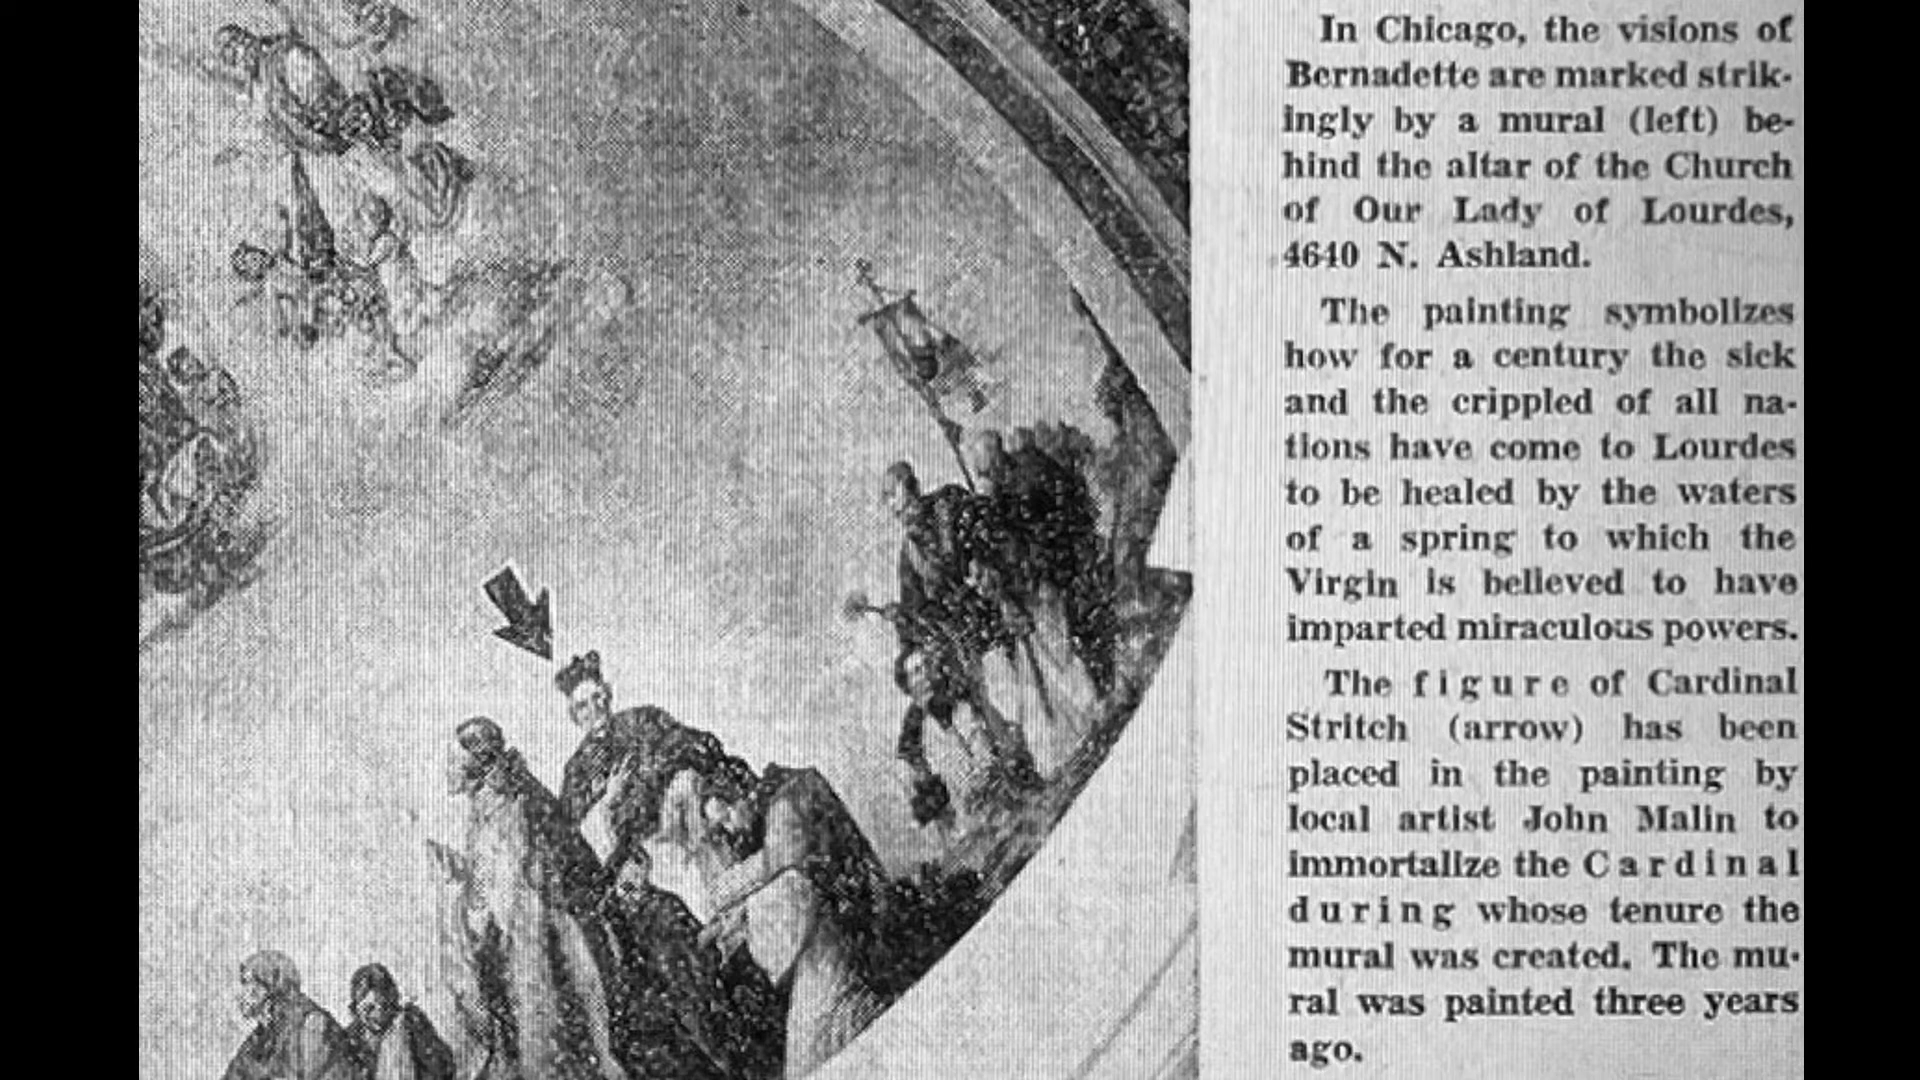 In Chicago, the visions of
Bernadette are marked strik-
ingly by a mural (left) be-
hind the altar of the Church
of Our Lady of Lourdes,
4640 N. Ashland.
The painting symbolizes
how for a century the sick
and the crippled of all na-
tions have come to Lourdes
to be healed by the waters
of a spring to which the
Virgin is believed to have
imparted miraculous powers.
The figure of Cardinal
Stritch (arrow) has been
placed in the painting by
local artist John Malin to
immortalize the Cardinal
during whose tenure the
mural was created. The mu-
ral was painted three years
ago.